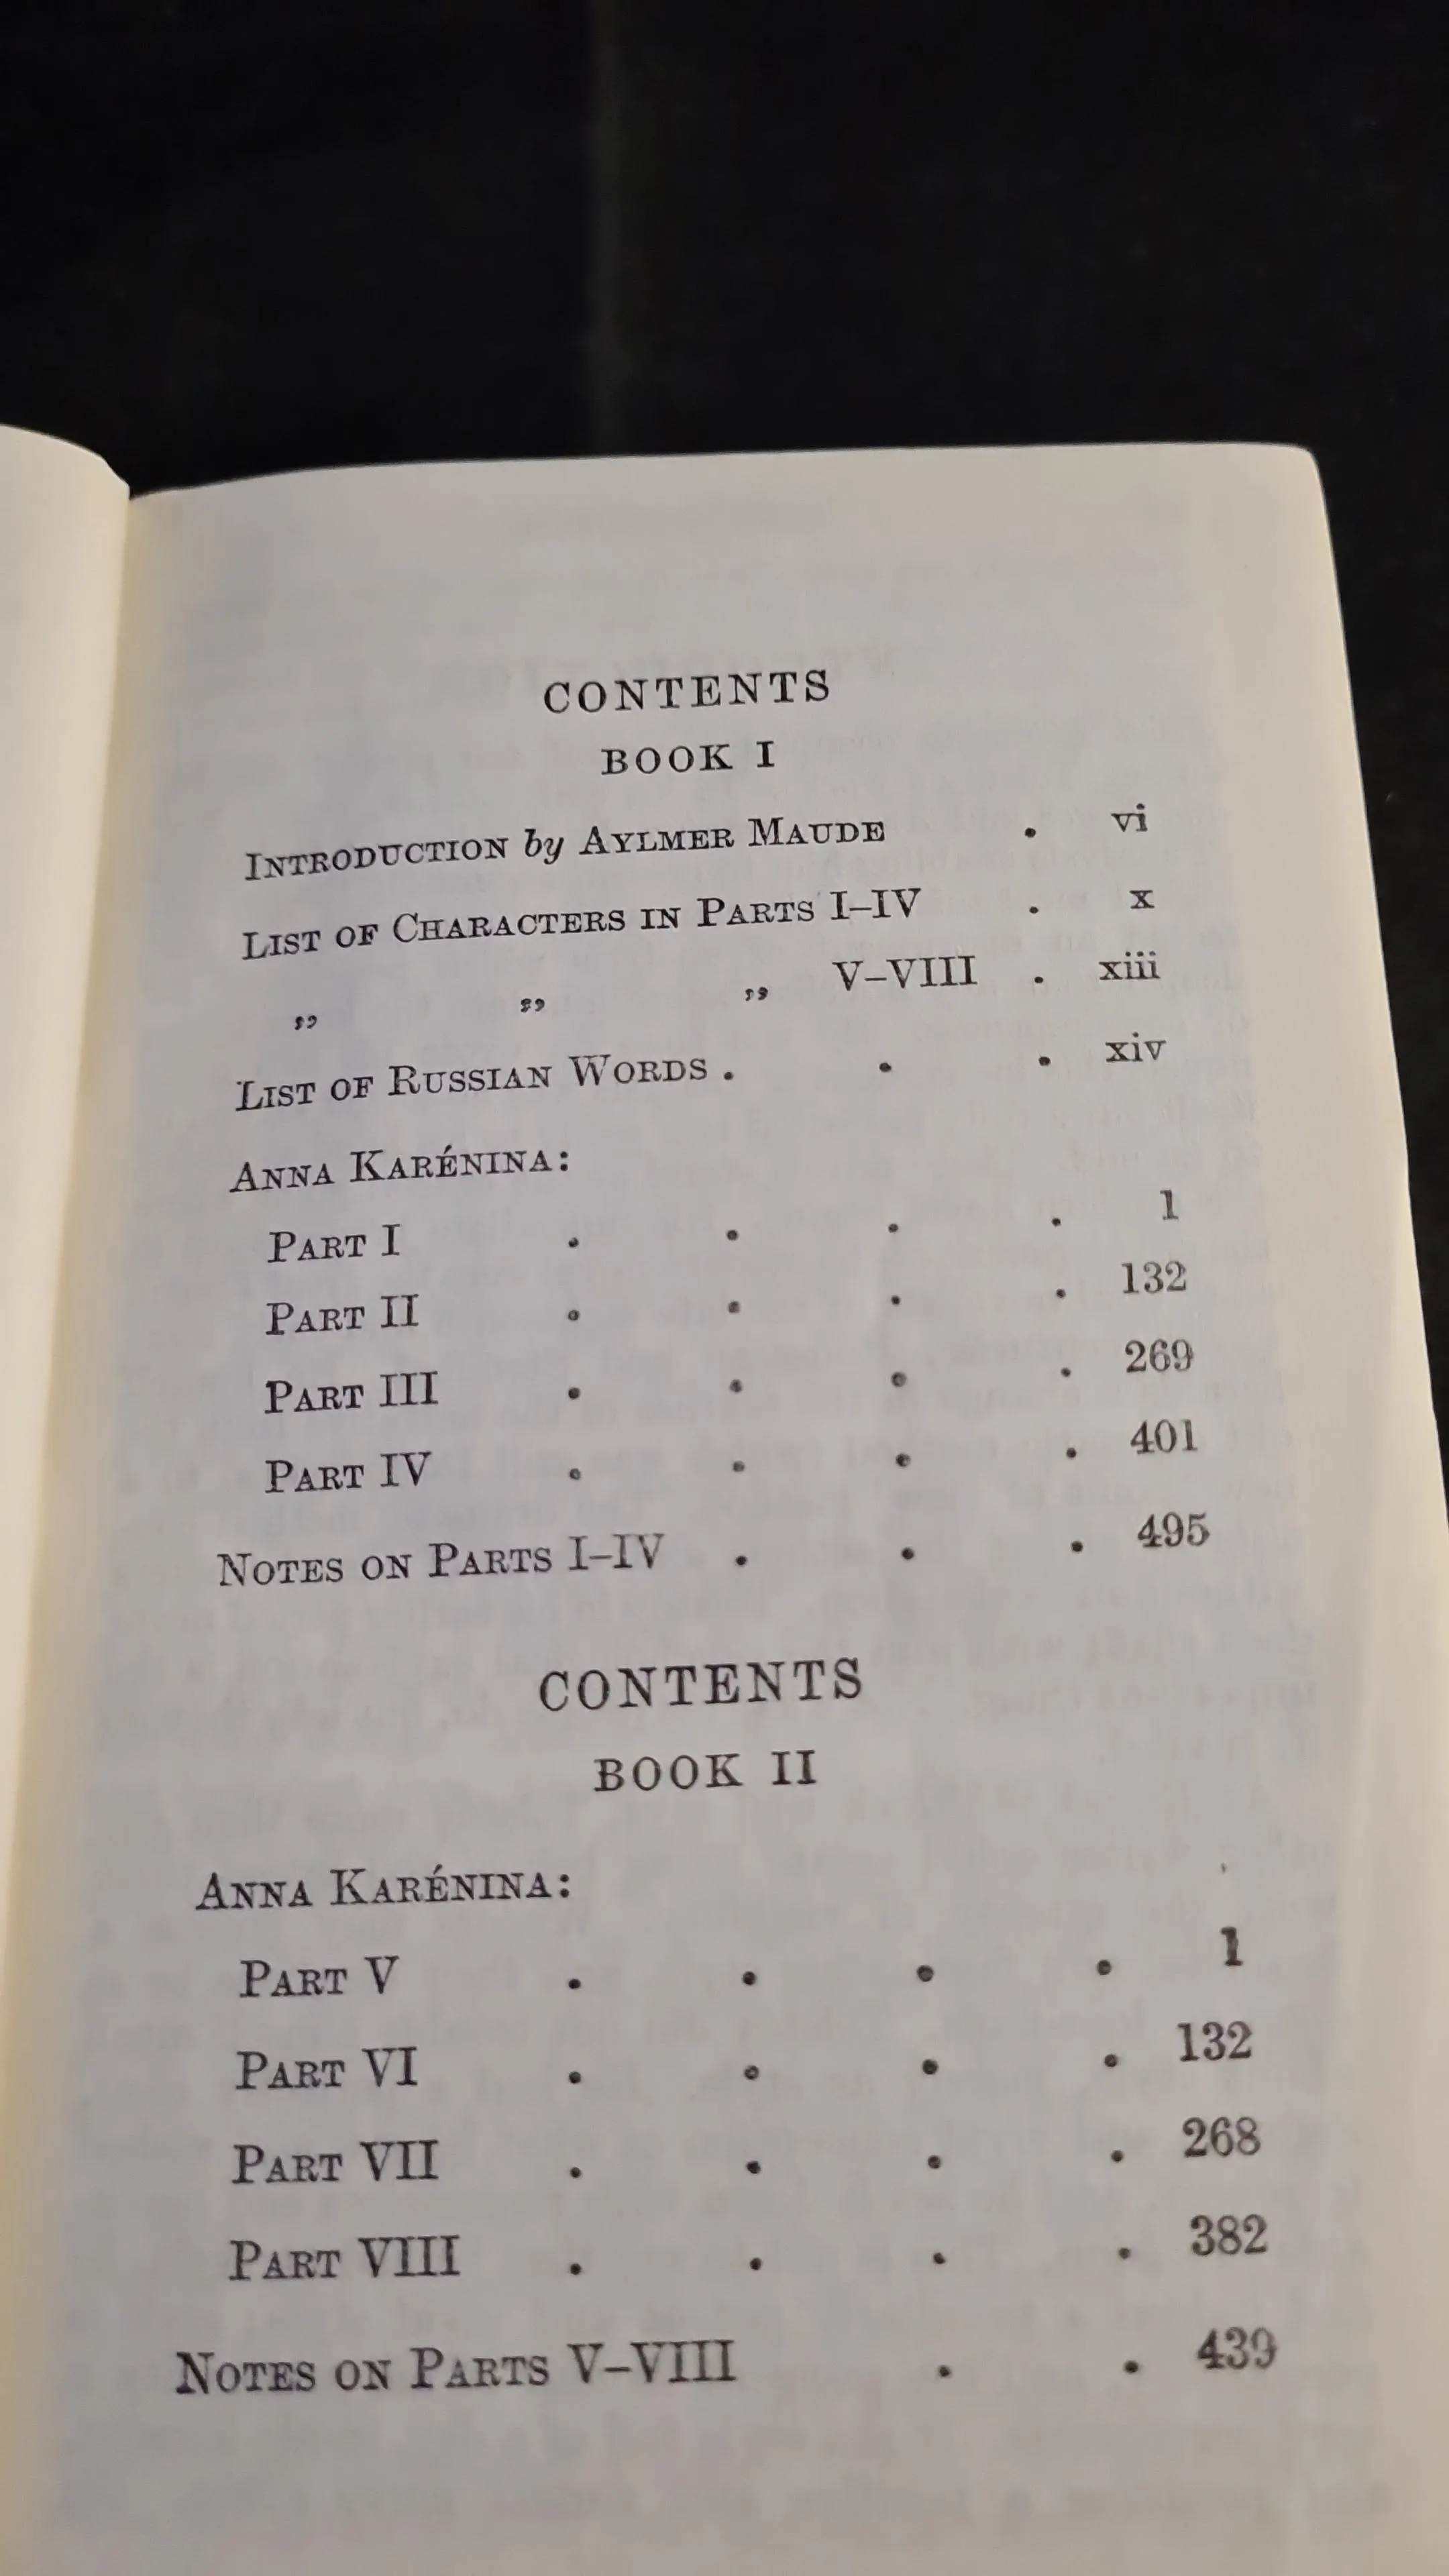 CONTENTS
BOOK I
INTRODUCTION by AYLMER MAUDE . vi
LIST OF CHARACTERS IN PARTS I–IV . x
„ „ „ V–VIII . xiii
LIST OF RUSSIAN WORDS . . . xiv
ANNA KARÉNINA:
PART I . . . . 1
PART II . . . . 132
PART III . . . . 269
PART IV . . . . 401
NOTES ON PARTS I–IV . . . 495
CONTENTS
BOOK II
ANNA KARÉNINA:
PART V . . . . 1
PART VI . . . . 132
PART VII . . . . 268
PART VIII . . . . 382
NOTES ON PARTS V–VIII . . 439